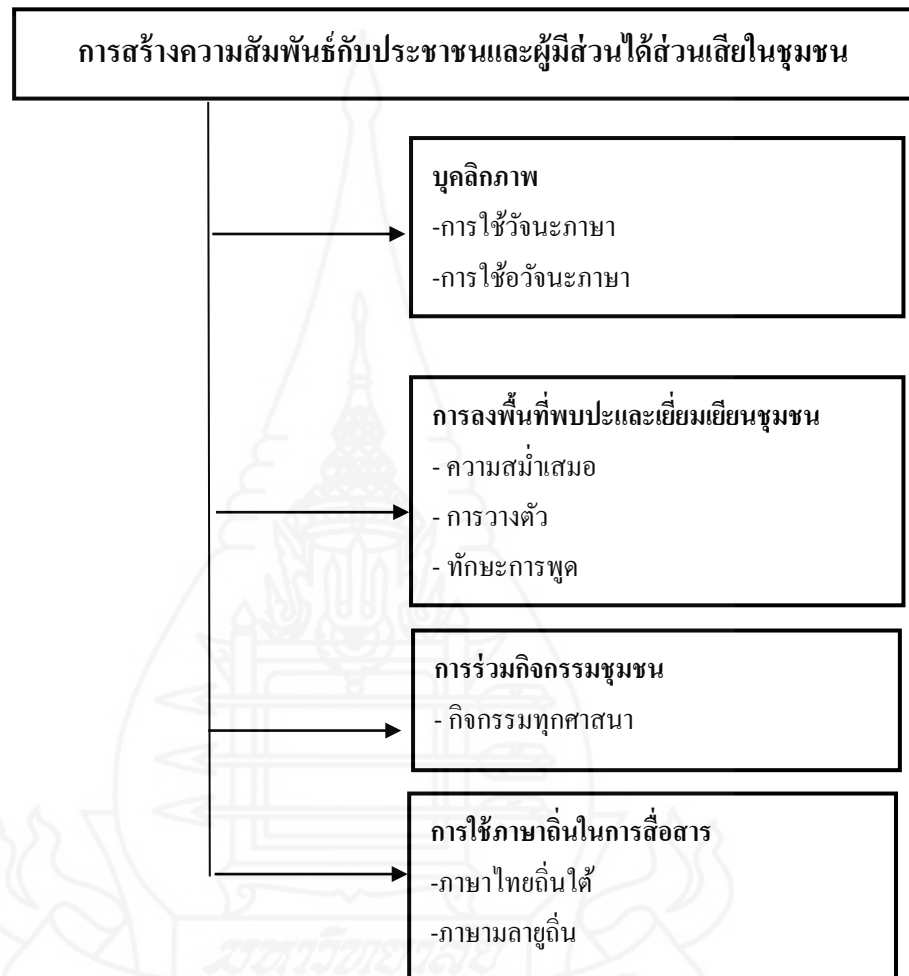 การสร้างความสัมพันธ์กับประชาชนและผู้มีส่วนได้ส่วนเสียในชุมชน
บุคลิกภาพ
-การใช้วัจนะภาษา
-การใช้อวัจนะภาษา
การลงพื้นที่พบปะและเยี่ยมเยียนชุมชน
- ความสม่ำเสมอ
- การวางตัว
- ทักษะการพูด
การร่วมกิจกรรมชุมชน
- กิจกรรมทุกศาสนา
การใช้ภาษาถิ่นในการสื่อสาร
-ภาษาไทยถิ่นใต้
-ภาษามลายูถิ่น
มหาวิทยาลัย